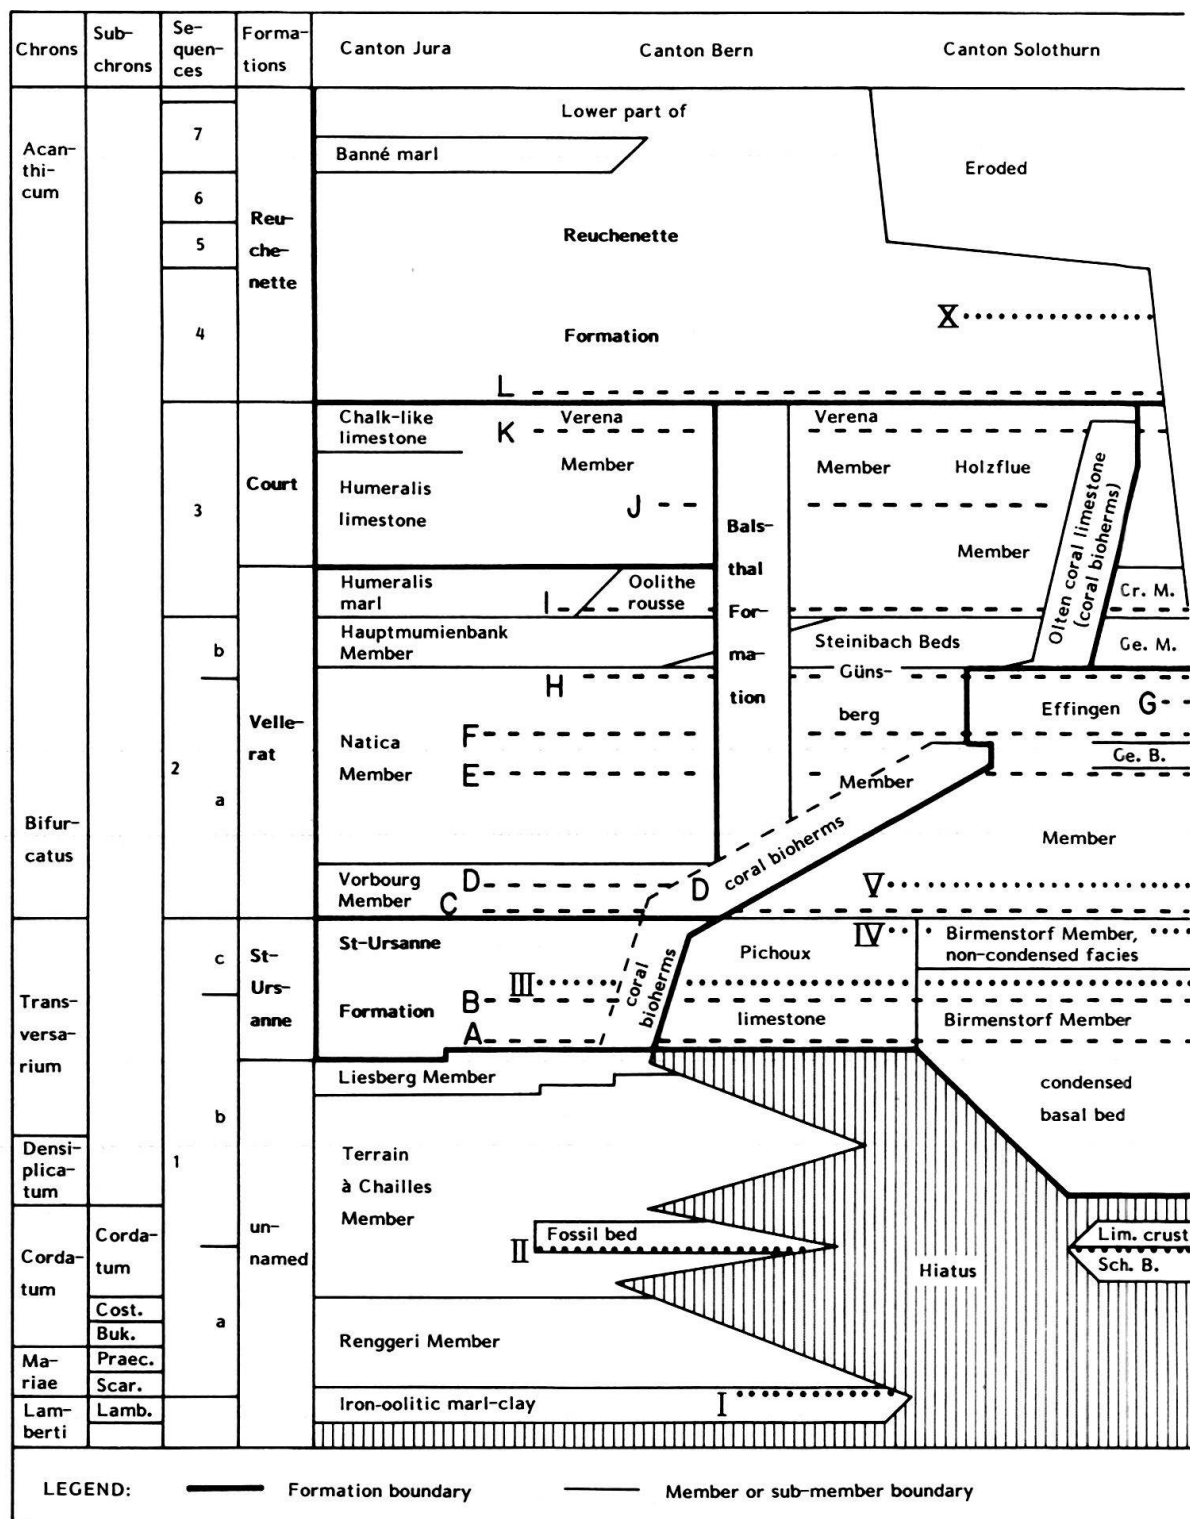 Chrons
Sub-
chrons
Se-
quen-
ces
Forma-
tions
Canton Jura
Canton Bern
Canton Solothurn
Acan-
thi-
cum
Bifur-
catus
Trans-
versa-
rium
Densi-
plica-
tum
Corda-
tum
Ma-
riae
Lam-
berti
Corda-
tum
Cost.
Buk.
Praec.
Scar.
Lamb.
7
6
5
4
3
b
2
a
c
b
1
a
Reu-
che-
nette
Court
Velle-
rat
St-
Urs-
anne
un-
named
Lower part of
Banné marl
Eroded
Reuchenette
X
Formation
L
Chalk-like
limestone
K
Verena
Member
Humeralis
limestone
J
Verena
Member
Holzflue
Member
Olten coral limestone
(coral bioherms)
Bals-
thal
For-
ma-
tion
Humeralis
marl
I
Oolithe
rousse
Cr. M.
Hauptmumienbank
Member
Steinibach Beds
Ge. M.
H
Güns-
berg
Member
Effingen
G
Natica
Member
F
E
Ge. B.
Member
coral bioherms
D
Vorbourg
Member
D
C
V
St-Ursanne
Formation
III
B
A
coral
bioherms
Pichoux
limestone
IV
Birmenstorf Member,
non-condensed facies
Birmenstorf Member
condensed
basal bed
Liesberg Member
Terrain
à Chailles
Member
Fossil bed
II
Hiatus
Lim. crust
Sch. B.
Renggeri Member
Iron-oolitic marl-clay
I
LEGEND:
Formation boundary
Member or sub-member boundary